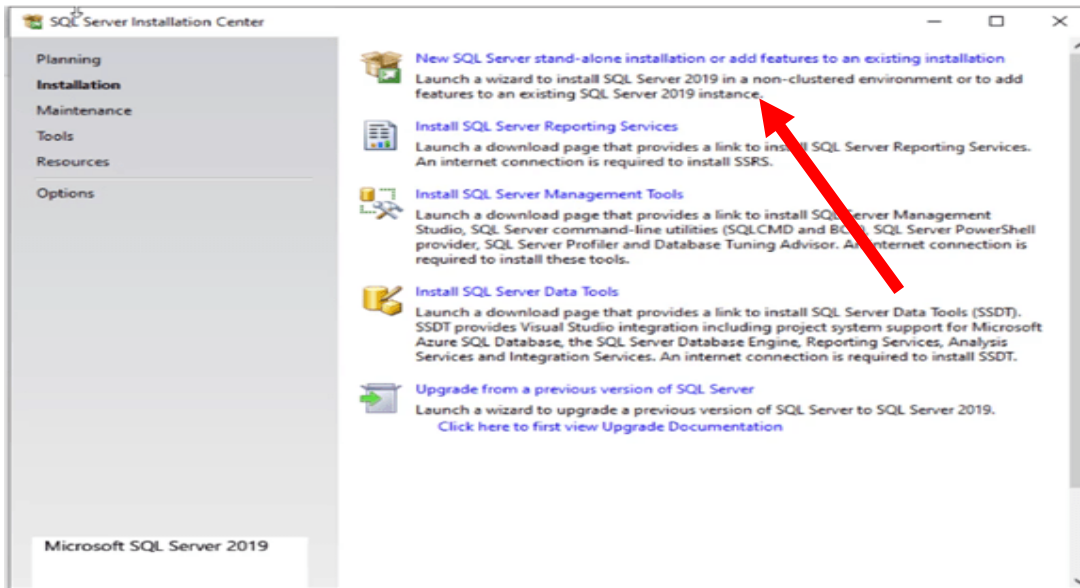 SQL Server Installation Center
Planning
Installation
Maintenance
Tools
Resources
Options
New SQL Server stand-alone installation or add features to an existing installation
Launch a wizard to install SQL Server 2019 in a non-clustered environment or to add
features to an existing SQL Server 2019 instance.
Install SQL Server Reporting Services
Launch a download page that provides a link to install SQL Server Reporting Services.
An internet connection is required to install SSRS.
Install SQL Server Management Tools
Launch a download page that provides a link to install SQL Server Management
Studio, SQL Server command-line utilities (SQLCMD and BCP), SQL Server PowerShell
provider, SQL Server Profiler and Database Tuning Advisor. An internet connection is
required to install these tools.
Install SQL Server Data Tools
Launch a download page that provides a link to install SQL Server Data Tools (SSDT).
SSDT provides Visual Studio integration including project system support for Microsoft
Azure SQL Database, the SQL Server Database Engine, Reporting Services, Analysis
Services and Integration Services. An internet connection is required to install SSDT.
Upgrade from a previous version of SQL Server
Launch a wizard to upgrade a previous version of SQL Server to SQL Server 2019.
Click here to first view Upgrade Documentation
Microsoft SQL Server 2019